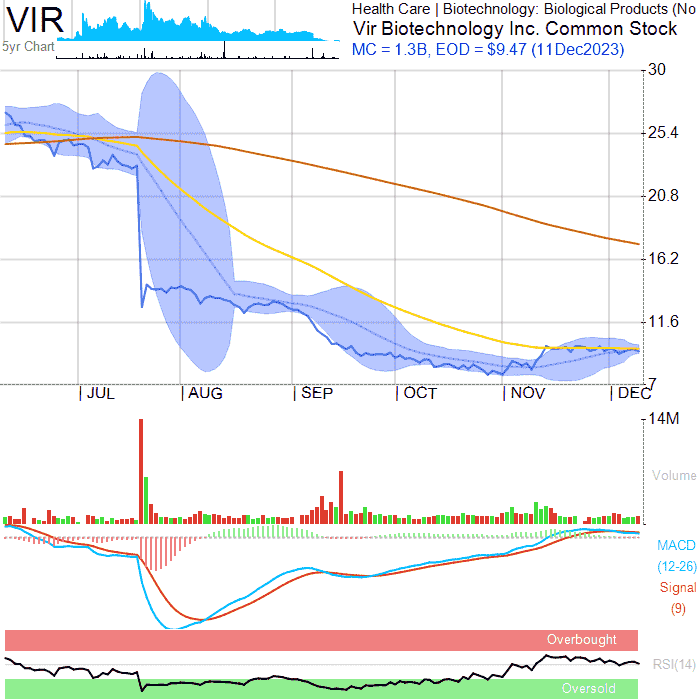 VIR
Health Care | Biotechnology: Biological Products (No
Vir Biotechnology Inc. Common Stock
5yr Chart
MC = 1.3B, EOD = $9.47 (11Dec2023)
30
25.4
20.8
16.2
11.6
7
| JUL | AUG | SEP | OCT | NOV | DEC
14M
Volume
MACD
(12-26)
Signal
(9)
Overbought
RSI(14)
Oversold